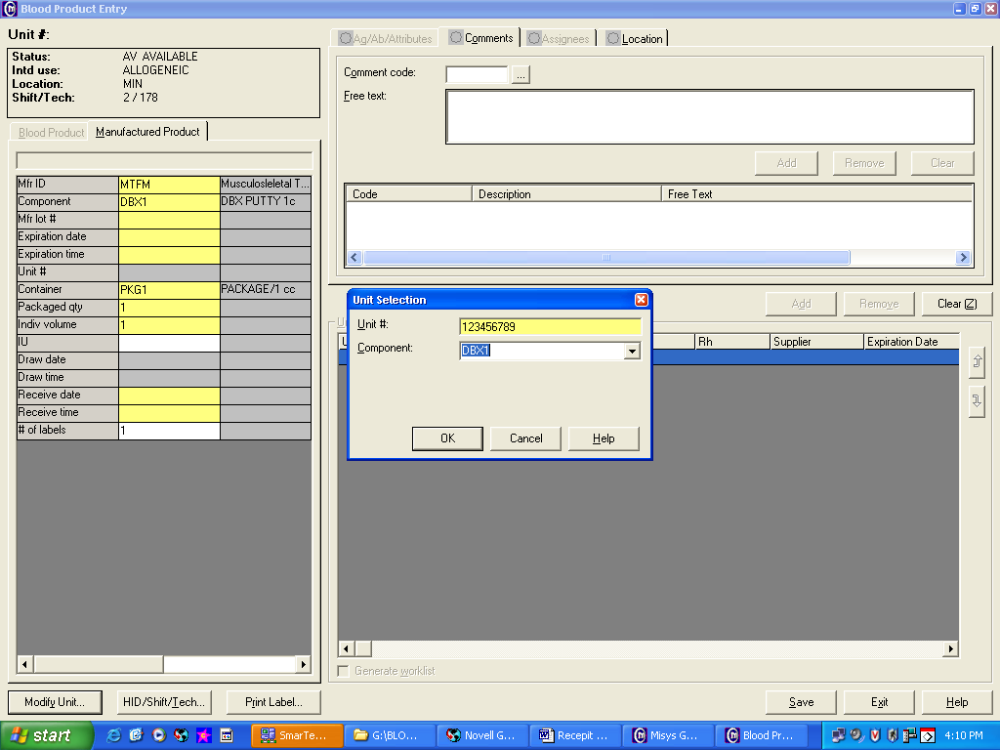 Blood Product Entry
Unit #:
Status: AV AVAILABLE
Intd use: ALLOGENEIC
Location: MIN
Shift/Tech: 2 / 178
Blood Product
Manufactured Product
Mfr ID MTFM Musculosleletal T...
Component DBX1 DBX PUTTY 1c
Mfr lot #
Expiration date
Expiration time
Unit #
Container PKG1 PACKAGE/1 cc
Packaged qty 1
Indiv volume 1
IU
Draw date
Draw time
Receive date
Receive time
# of labels 1
Modify Unit...
HID/Shift/Tech...
Print Label...
Ag/Ab/Attributes
Comments
Assignees
Location
Comment code:
...
Free text:
Add
Remove
Clear
Code Description Free Text
Add
Remove
Clear (Z)
Rh Supplier Expiration Date
Unit Selection
Unit #: 123456789
Component: DBX1
OK
Cancel
Help
Generate worklist
Save
Exit
Help
start
SmarTe...
G:\BLO...
Novell G...
Recepit ...
Misys G...
Blood Pr...
4:10 PM